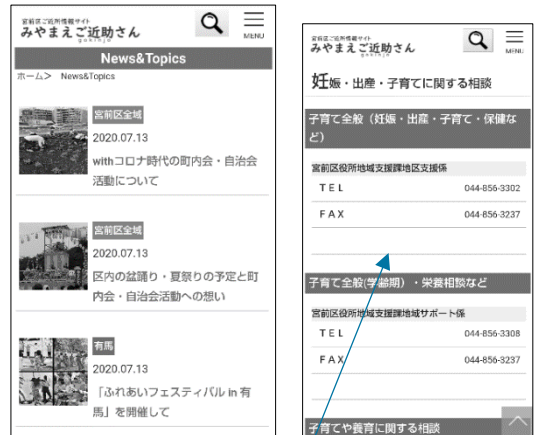 宮前区ご近所情報サイト
みやまえご近助さん
gokinjo
MENU
News&Topics
ホーム＞ News&Topics
宮前区全域
2020.07.13
withコロナ時代の町内会・自治会
活動について
宮前区全域
2020.07.13
区内の盆踊り・夏祭りの予定と町
内会・自治会活動への想い
有馬
2020.07.13
「ふれあいフェスティバル in 有
馬」を開催して
宮前区ご近所情報サイト
みやまえご近助さん
gokinjo
MENU
妊娠・出産・子育てに関する相談
子育て全般（妊娠・出産・子育て・保健な
ど）
宮前区役所地域支援課地区支援係
ＴＥＬ 044-856-3302
ＦＡＸ 044-856-3237
子育て全般(学齢期）・栄養相談など
宮前区役所地域支援課地域サポート係
ＴＥＬ 044-856-3308
ＦＡＸ 044-856-3237
子育てや養育に関する相談